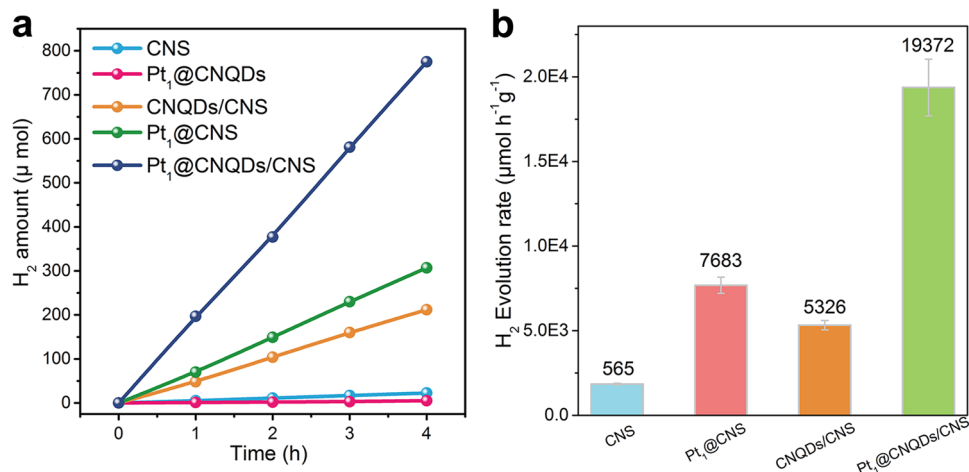 a
800
700
600
500
400
300
200
100
0
H₂ amount (μ mol)
CNS
Pt₁@CNQDs
CNQDs/CNS
Pt₁@CNS
Pt₁@CNQDs/CNS
0 1 2 3 4
Time (h)
b
2.0E4
1.5E4
1.0E4
5.0E3
0.0
H₂ Evolution rate (μmol h⁻¹g⁻¹)
565
7683
5326
19372
CNS
Pt₁@CNS
CNQDs/CNS
Pt₁@CNQDs/CNS